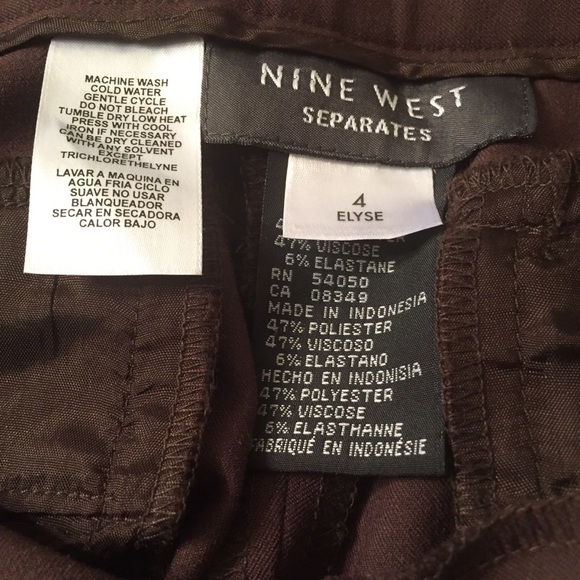 MACHINE WASH
COLD WATER
GENTLE CYCLE
DO NOT BLEACH
TUMBLE DRY LOW HEAT
PRESS WITH COOL
IRON IF NECESSARY
CAN BE DRY CLEANED
WITH ANY SOLVENT
EXCEPT
TRICHLORETHELYNE
LAVAR A MAQUINA EN
AGUA FRIA CICLO
SUAVE NO USAR
BLANQUEADOR
SECAR EN SECADORA
CALOR BAJO
NINE WEST
SEPARATES
4
ELYSE
47% VISCOSE
6% ELASTANE
RN 54050
CA 08349
MADE IN INDONESIA
47% POLIESTER
47% VISCOSO
6% ELASTANO
HECHO EN INDONISIA
47% POLYESTER
47% VISCOSE
6% ELASTHANNE
FABRIQUÉ EN INDONÉSIE